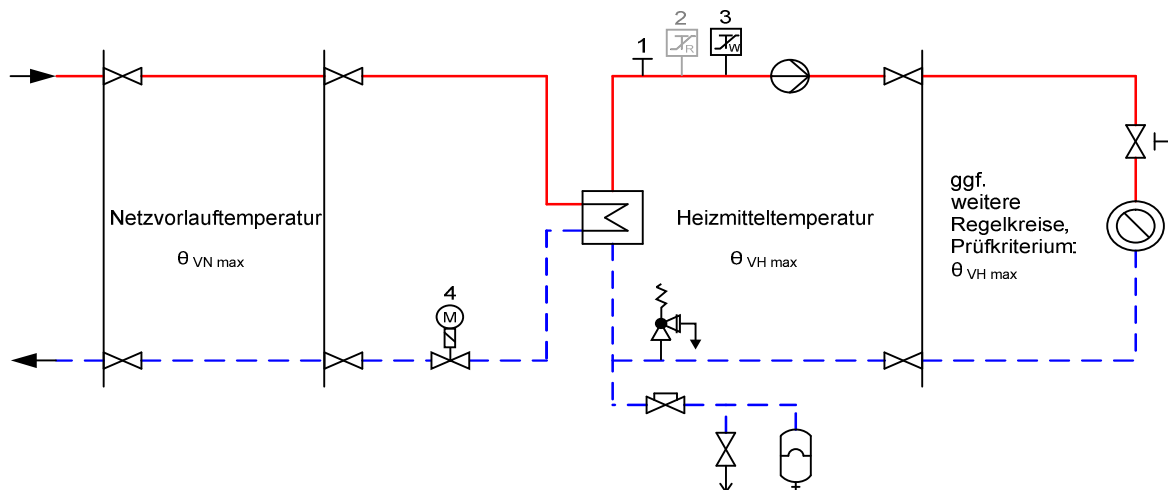 2
3
1
R
W
Netzvorlauftemperatur
θ VN max
Heizmitteltemperatur
θ VH max
ggf.
weitere
Regelkreise,
Prüfkriterium:
θ VH max
4
M